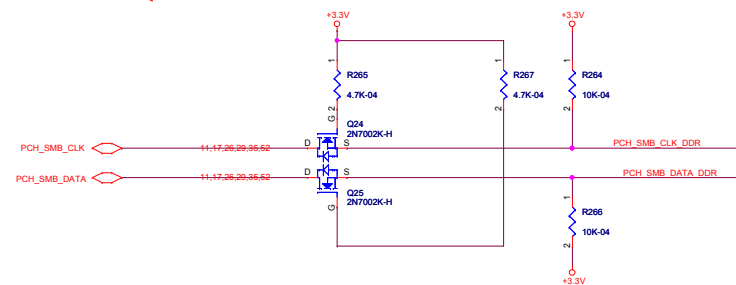 +3.3V
+3.3V
1
R265
4.7K-04
2
G
1
R267
4.7K-04
2
1
R264
10K-04
2
Q24
2N7002K-H
PCH_SMB_CLK
11,17,26,29,35,52
D
S
PCH_SMB_CLK_DDR
PCH_SMB_DATA
11,17,26,29,35,52
D
S
PCH_SMB_DATA_DDR
Q25
2N7002K-H
G
1
R266
10K-04
2
+3.3V